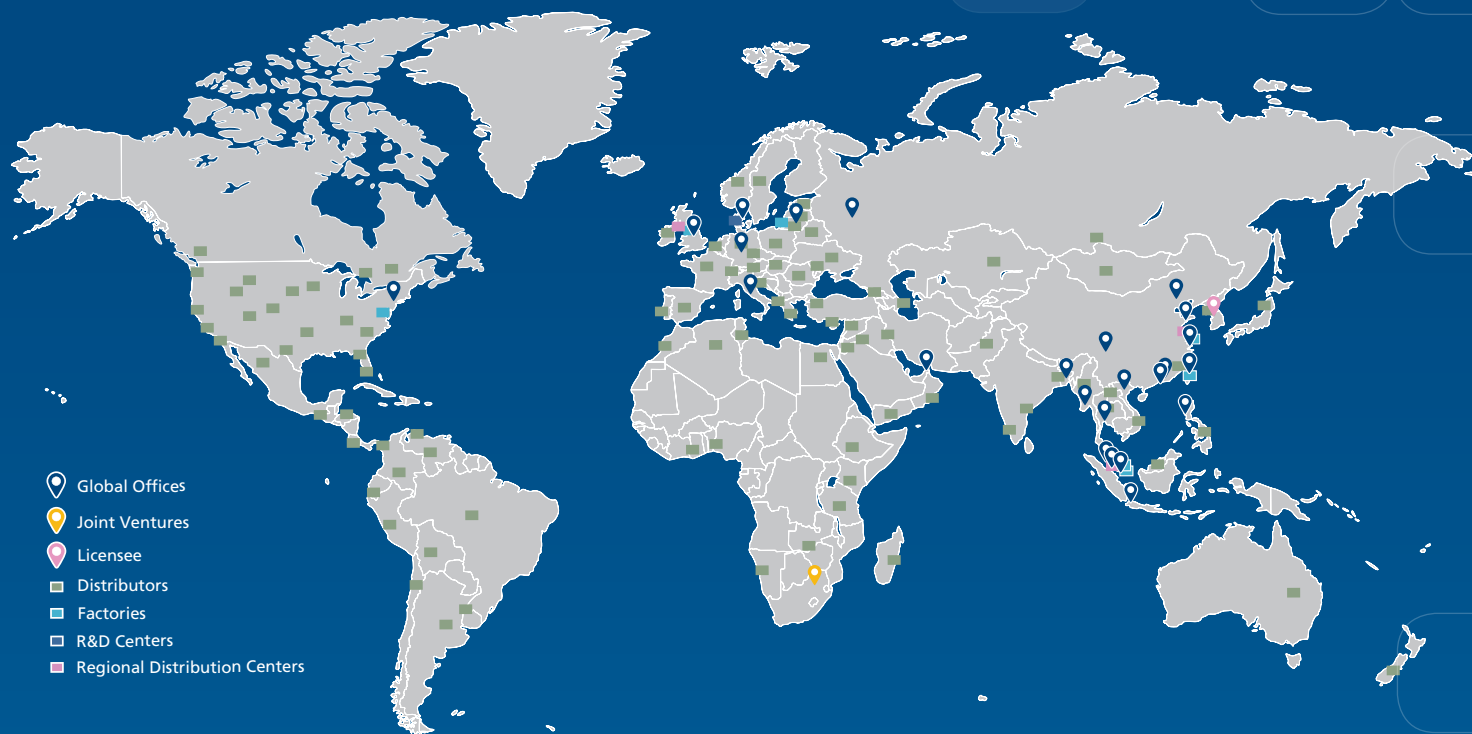 Global Offices
Joint Ventures
Licensee
Distributors
Factories
R&D Centers
Regional Distribution Centers